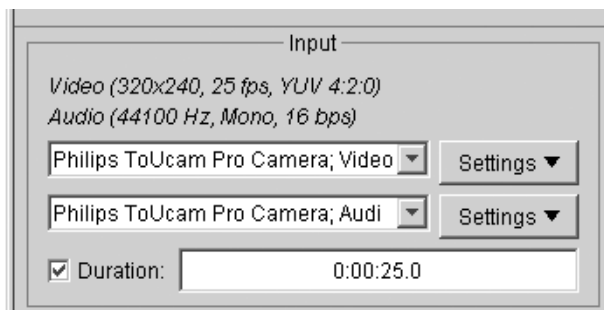 Input
Video (320x240, 25 fps, YUV 4:2:0)
Audio (44100 Hz, Mono, 16 bps)
Philips ToUcam Pro Camera; Video Settings ▼
Philips ToUcam Pro Camera; Audi Settings ▼
Duration: 0:00:25.0